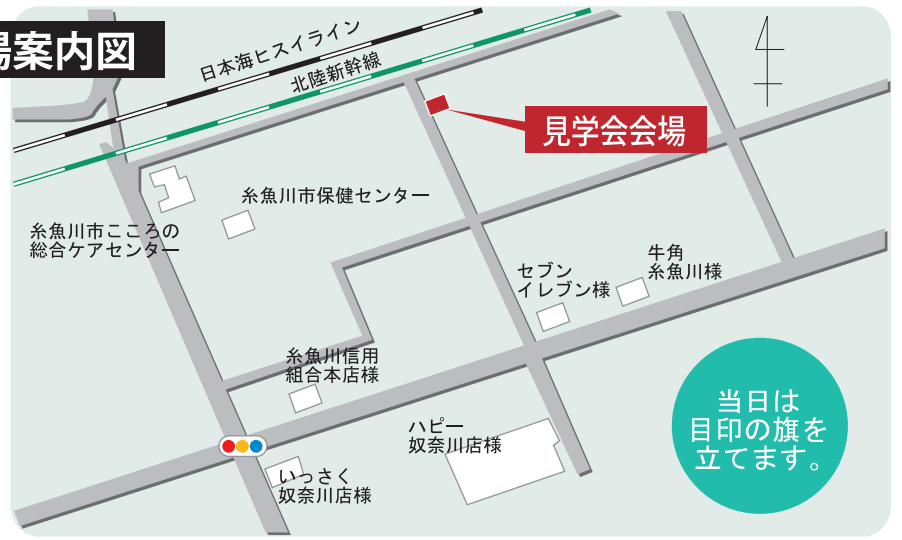 場案内図
日本海ヒスイライン
北陸新幹線
見学会会場
糸魚川市保健センター
糸魚川市こころの
総合ケアセンター
セブン
イレブン様
牛角
糸魚川様
糸魚川信用
組合本店様
ハピー
奴奈川店様
いっさく
奴奈川店様
当日は
目印の旗を
立てます。